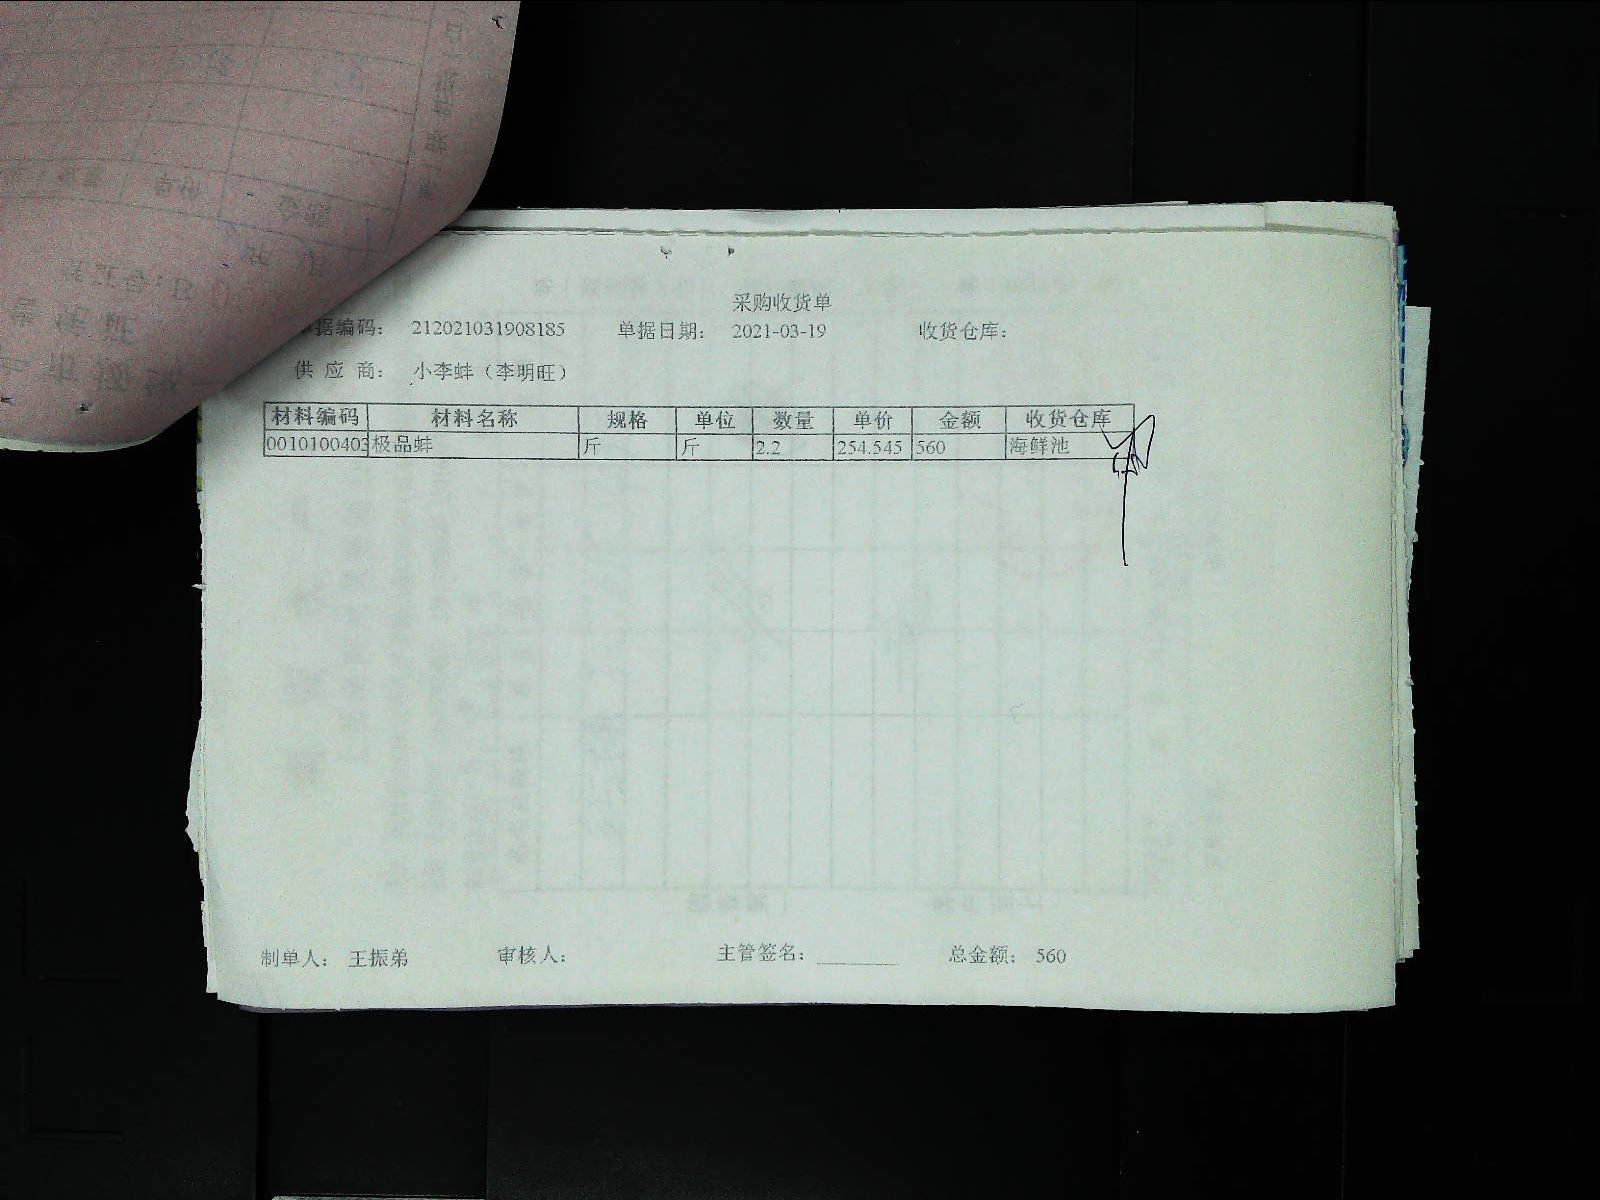 采购收货单
据编码： 212021031908185 单据日期： 2021-03-19 收货仓库：
供 应 商： 小李蚌（李明旺）
材料编码 材料名称 规格 单位 数量 单价 金额 收货仓库
0010100403 极品蚌 斤 斤 2.2 254.545 560 海鲜池
制单人： 王振弟 审核人： 主管签名： 总金额： 560